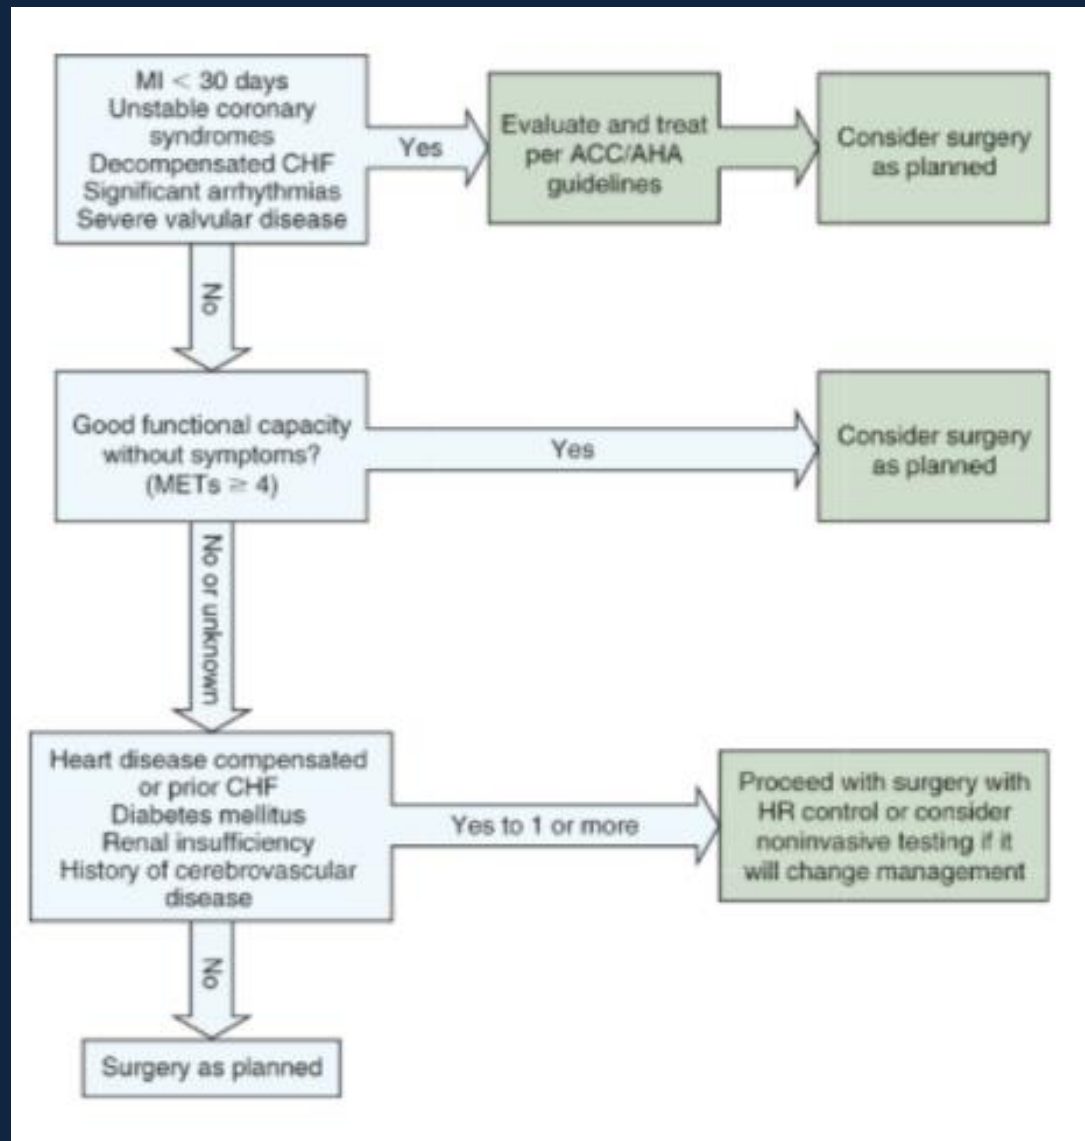 MI < 30 days
Unstable coronary
syndromes
Decompensated CHF
Significant arrhythmias
Severe valvular disease
Yes
Evaluate and treat
per ACC/AHA
guidelines
Consider surgery
as planned
No
Good functional capacity
without symptoms?
(METs ≥ 4)
Yes
Consider surgery
as planned
No or unknown
Heart disease compensated
or prior CHF
Diabetes mellitus
Renal insufficiency
History of cerebrovascular
disease
Yes to 1 or more
Proceed with surgery with
HR control or consider
noninvasive testing if it
will change management
No
Surgery as planned